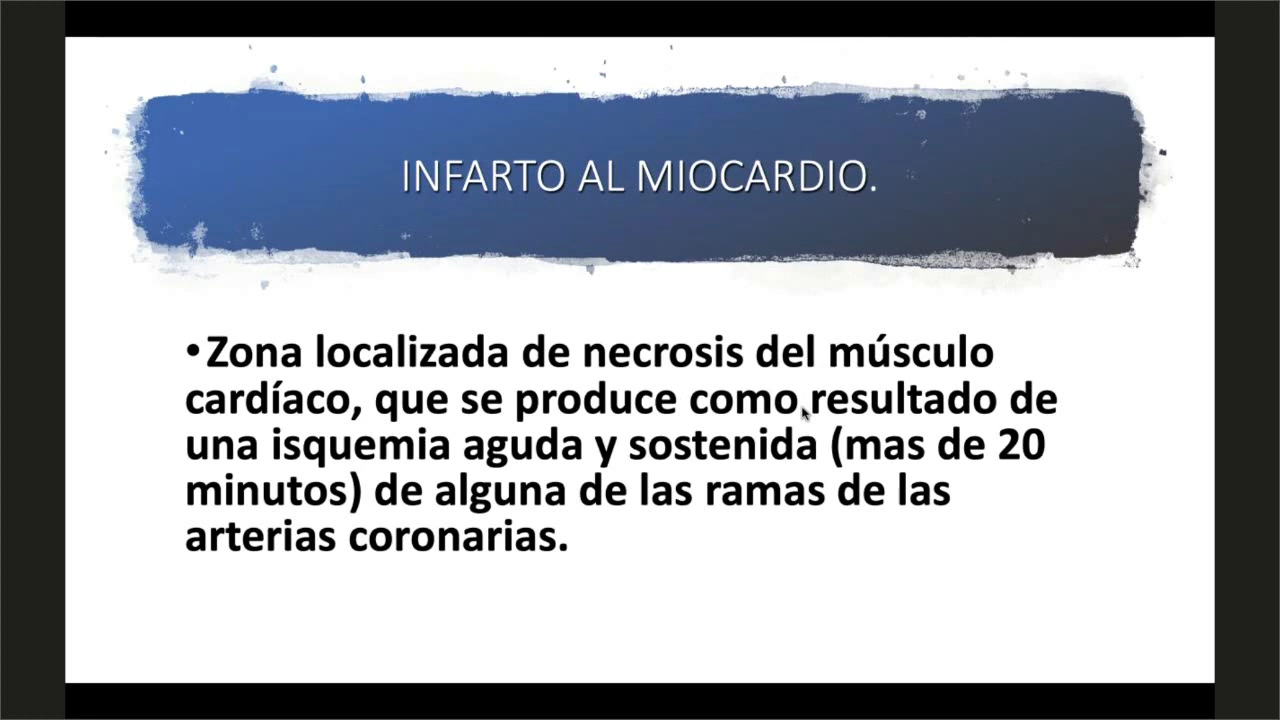 INFARTO AL MIOCARDIO.
•Zona localizada de necrosis del músculo
cardíaco, que se produce como resultado de
una isquemia aguda y sostenida (mas de 20
minutos) de alguna de las ramas de las
arterias coronarias.